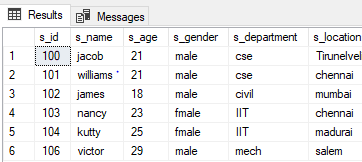 Results Messages
s_id s_name s_age s_gender s_department s_location
1 100 jacob 21 male cse Tirunelvel
2 101 williams * 21 male cse chennai
3 102 james 18 male civil mumbai
4 103 nancy 23 fmale IIT chennai
5 104 kutty 25 fmale IIT madurai
6 106 victor 29 male mech salem